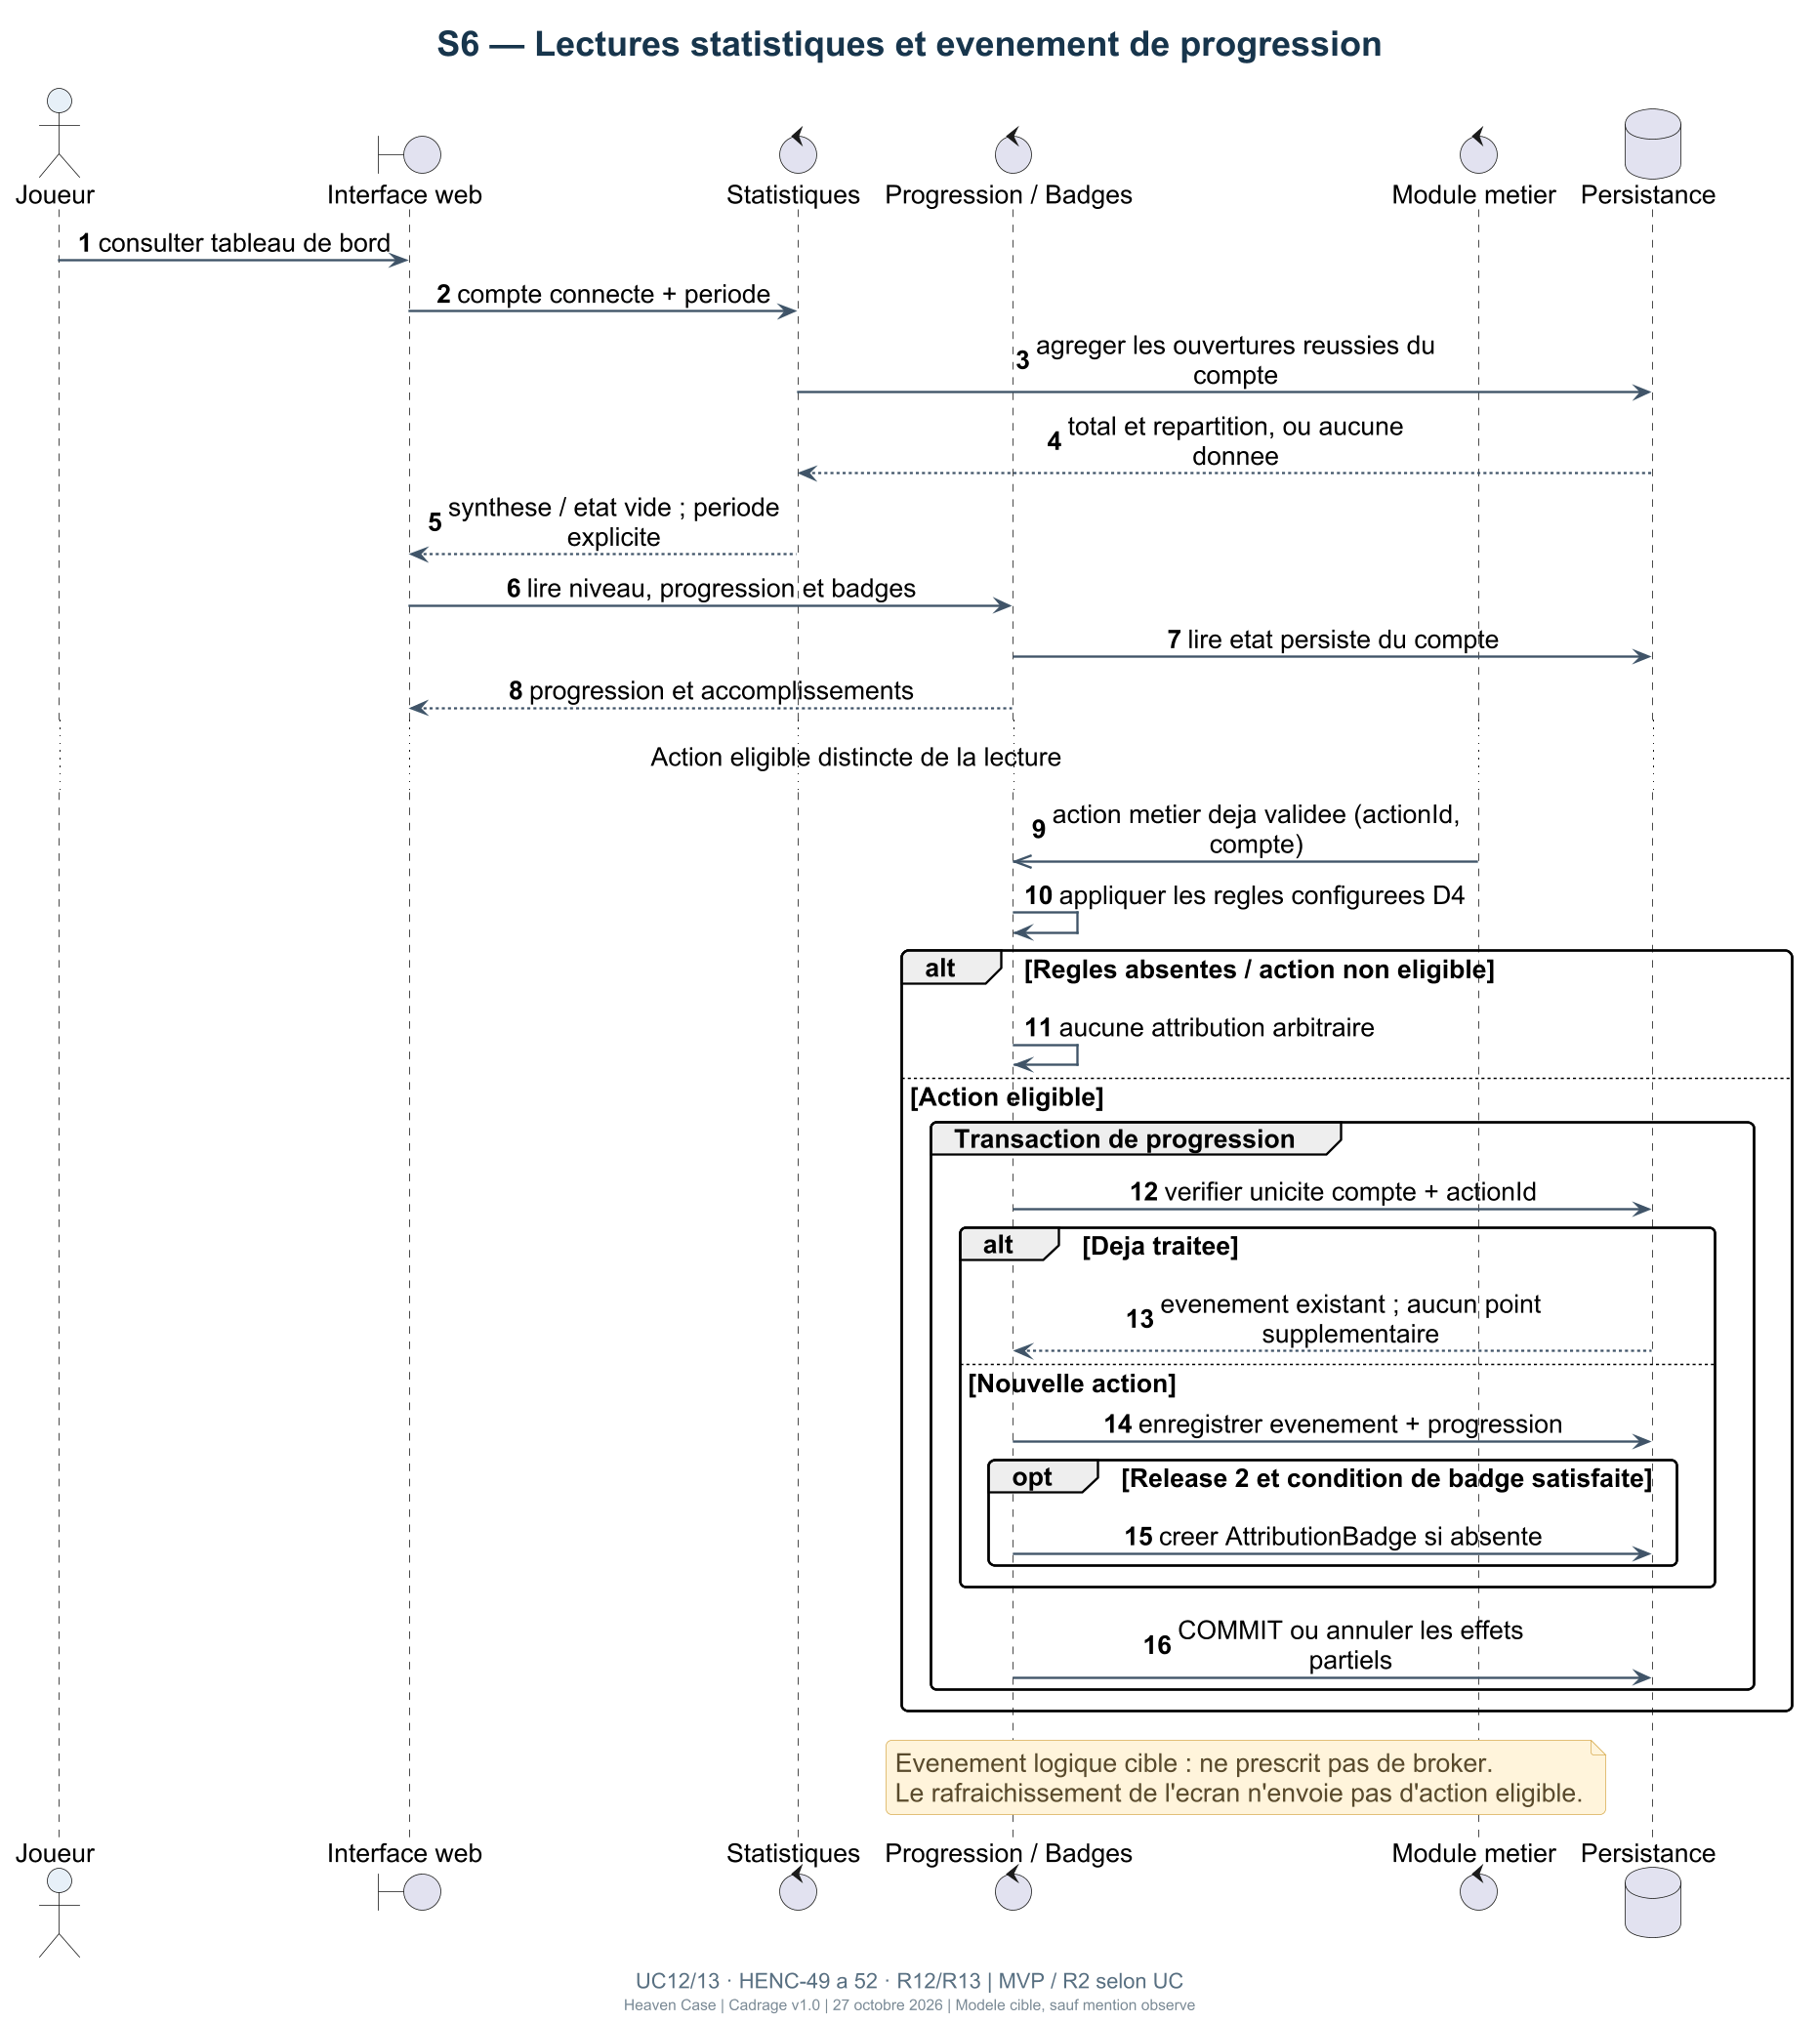 S6 — Lectures statistiques et evenement de progression
Joueur
Interface web
Statistiques
Progression / Badges
Module metier
Persistance
1 consulter tableau de bord
2 compte connecte + periode
3 agreger les ouvertures reussies du
compte
4 total et repartition, ou aucune
donnee
5 synthese / etat vide ; periode
explicite
6 lire niveau, progression et badges
7 lire etat persiste du compte
8 progression et accomplissements
Action eligible distincte de la lecture
9 action metier deja validee (actionId,
compte)
10 appliquer les regles configurees D4
alt [Regles absentes / action non eligible]
11 aucune attribution arbitraire
[Action eligible]
Transaction de progression
12 verifier unicite compte + actionId
alt [Deja traitee]
13 evenement existant ; aucun point
supplementaire
[Nouvelle action]
14 enregistrer evenement + progression
opt [Release 2 et condition de badge satisfaite]
15 creer AttributionBadge si absente
16 COMMIT ou annuler les effets
partiels
Evenement logique cible : ne prescrit pas de broker.
Le rafraichissement de l'ecran n'envoie pas d'action eligible.
Joueur
Interface web
Statistiques
Progression / Badges
Module metier
Persistance
UC12/13 · HENC-49 a 52 · R12/R13 | MVP / R2 selon UC
Heaven Case | Cadrage v1.0 | 27 octobre 2026 | Modele cible, sauf mention observe